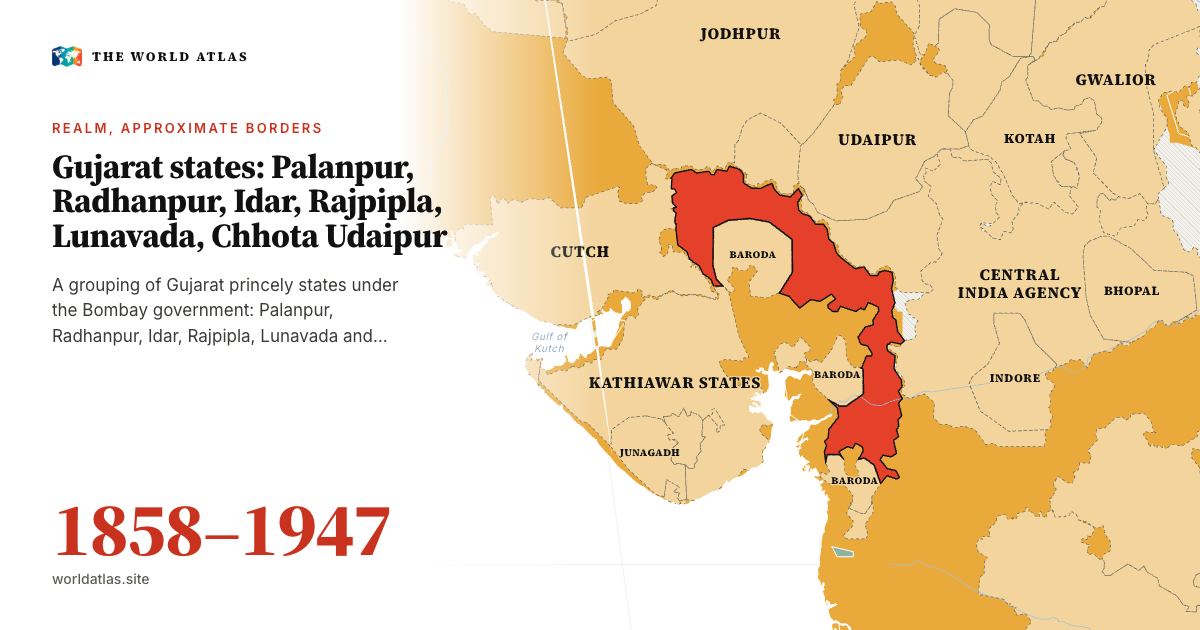 THE WORLD ATLAS
REALM, APPROXIMATE BORDERS
Gujarat states: Palanpur,
Radhanpur, Idar, Rajpipla,
Lunavada, Chhota Udaipur
A grouping of Gujarat princely states under
the Bombay government: Palanpur,
Radhanpur, Idar, Rajpipla, Lunavada and...
1858–1947
worldatlas.site
JODHPUR
GWALIOR
UDAIPUR
KOTAH
CUTCH
BARODA
CENTRAL
INDIA AGENCY
BHOPAL
Gulf of
Kutch
KATHIAWAR STATES
BARODA
INDORE
JUNAGADH
BARODA